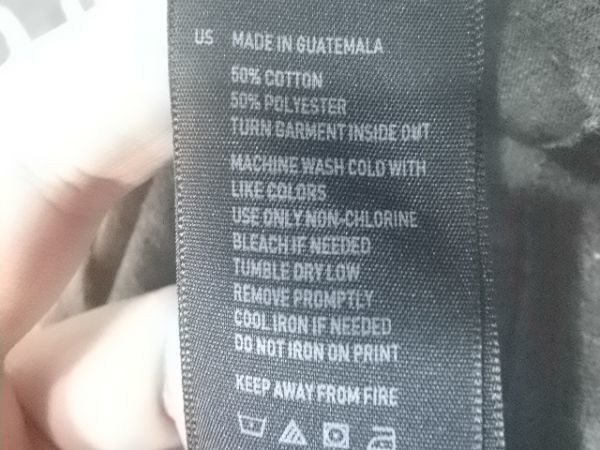 US MADE IN GUATEMALA
50% COTTON
50% POLYESTER
TURN GARMENT INSIDE OUT
MACHINE WASH COLD WITH
LIKE COLORS
USE ONLY NON-CHLORINE
BLEACH IF NEEDED
TUMBLE DRY LOW
REMOVE PROMPTLY
COOL IRON IF NEEDED
DO NOT IRON ON PRINT
KEEP AWAY FROM FIRE